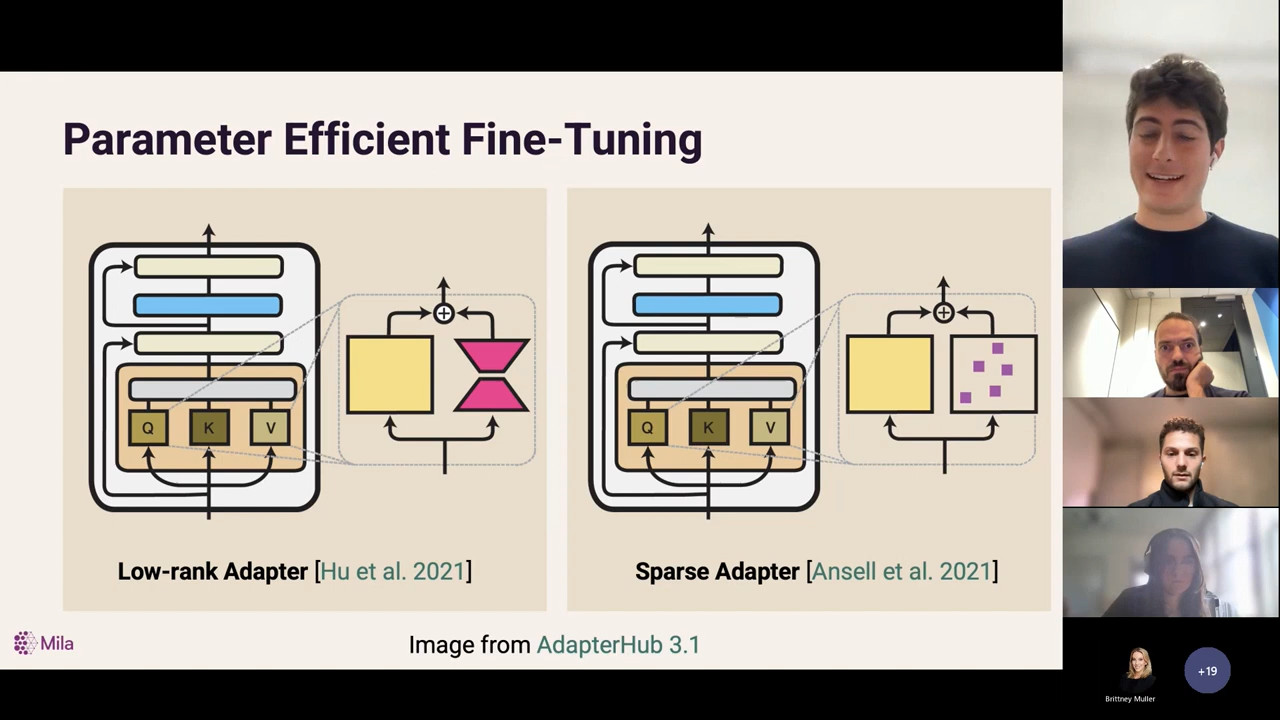 Parameter Efficient Fine-Tuning
Q K V
Low-rank Adapter [Hu et al. 2021]
Q K V
Sparse Adapter [Ansell et al. 2021]
Mila
Image from AdapterHub 3.1
Brittney Muller
+19